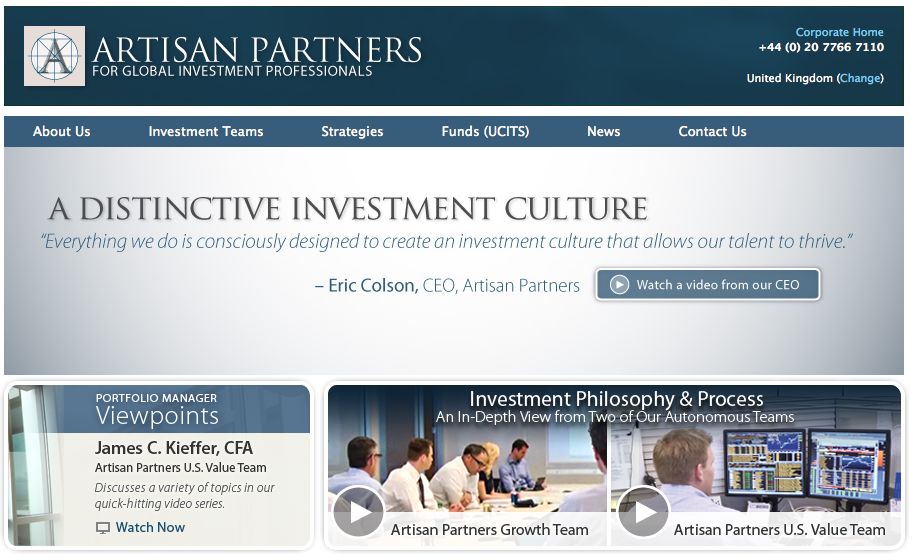 A ARTISAN PARTNERS
FOR GLOBAL INVESTMENT PROFESSIONALS
Corporate Home
+44 (0) 20 7766 7110
United Kingdom (Change)
About Us Investment Teams Strategies Funds (UCITS) News Contact Us
A DISTINCTIVE INVESTMENT CULTURE
“Everything we do is consciously designed to create an investment culture that allows our talent to thrive.”
– Eric Colson, CEO, Artisan Partners
Watch a video from our CEO
PORTFOLIO MANAGER
Viewpoints
James C. Kieffer, CFA
Artisan Partners U.S. Value Team
Discusses a variety of topics in our
quick-hitting video series.
Watch Now
Investment Philosophy & Process
An In-Depth View from Two of Our Autonomous Teams
Artisan Partners Growth Team
Artisan Partners U.S. Value Team